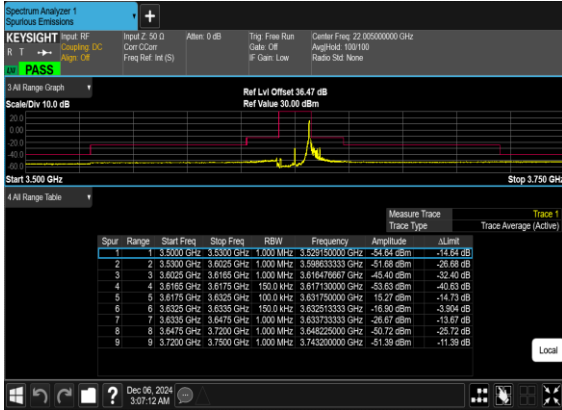 Spectrum Analyzer 1
Spurious Emissions
KEYSIGHT
R T
PASS
Input: RF
Coupling: DC
Align: Off
Input Z: 50 Ω
Corr CCorr
Freq Ref: Int (S)
Atten: 0 dB
Trig: Free Run
Gate: Off
IF Gain: Low
Center Freq: 22.005000000 GHz
Avg|Hold: 100/100
Radio Std: None
3 All Range Graph
Scale/Div 10.0 dB
Ref Lvl Offset 36.47 dB
Ref Value 30.00 dBm
20.0
0.00
-20.0
-40.0
-60.0
Start 3.500 GHz
Stop 3.750 GHz
4 All Range Table
Measure Trace Trace 1
Trace Type Trace Average (Active)
Spur Range Start Freq Stop Freq RBW Frequency Amplitude ΔLimit
1 1 3.5000 GHz 3.5300 GHz 1.000 MHz 3.529150000 GHz -54.64 dBm -14.64 dB
2 2 3.5300 GHz 3.6025 GHz 1.000 MHz 3.598633333 GHz -51.68 dBm -26.68 dB
3 3 3.6025 GHz 3.6165 GHz 1.000 MHz 3.616476667 GHz -45.40 dBm -32.40 dB
4 4 3.6165 GHz 3.6175 GHz 150.0 kHz 3.617130000 GHz -53.63 dBm -40.63 dB
5 5 3.6175 GHz 3.6325 GHz 100.0 kHz 3.631750000 GHz 15.27 dBm -14.73 dB
6 6 3.6325 GHz 3.6335 GHz 150.0 kHz 3.632513333 GHz -16.90 dBm -3.904 dB
7 7 3.6335 GHz 3.6475 GHz 1.000 MHz 3.633733333 GHz -26.67 dBm -13.67 dB
8 8 3.6475 GHz 3.7200 GHz 1.000 MHz 3.648225000 GHz -50.72 dBm -25.72 dB
9 9 3.7200 GHz 3.7500 GHz 1.000 MHz 3.743200000 GHz -51.39 dBm -11.39 dB
Local
Dec 06, 2024
3:07:12 AM